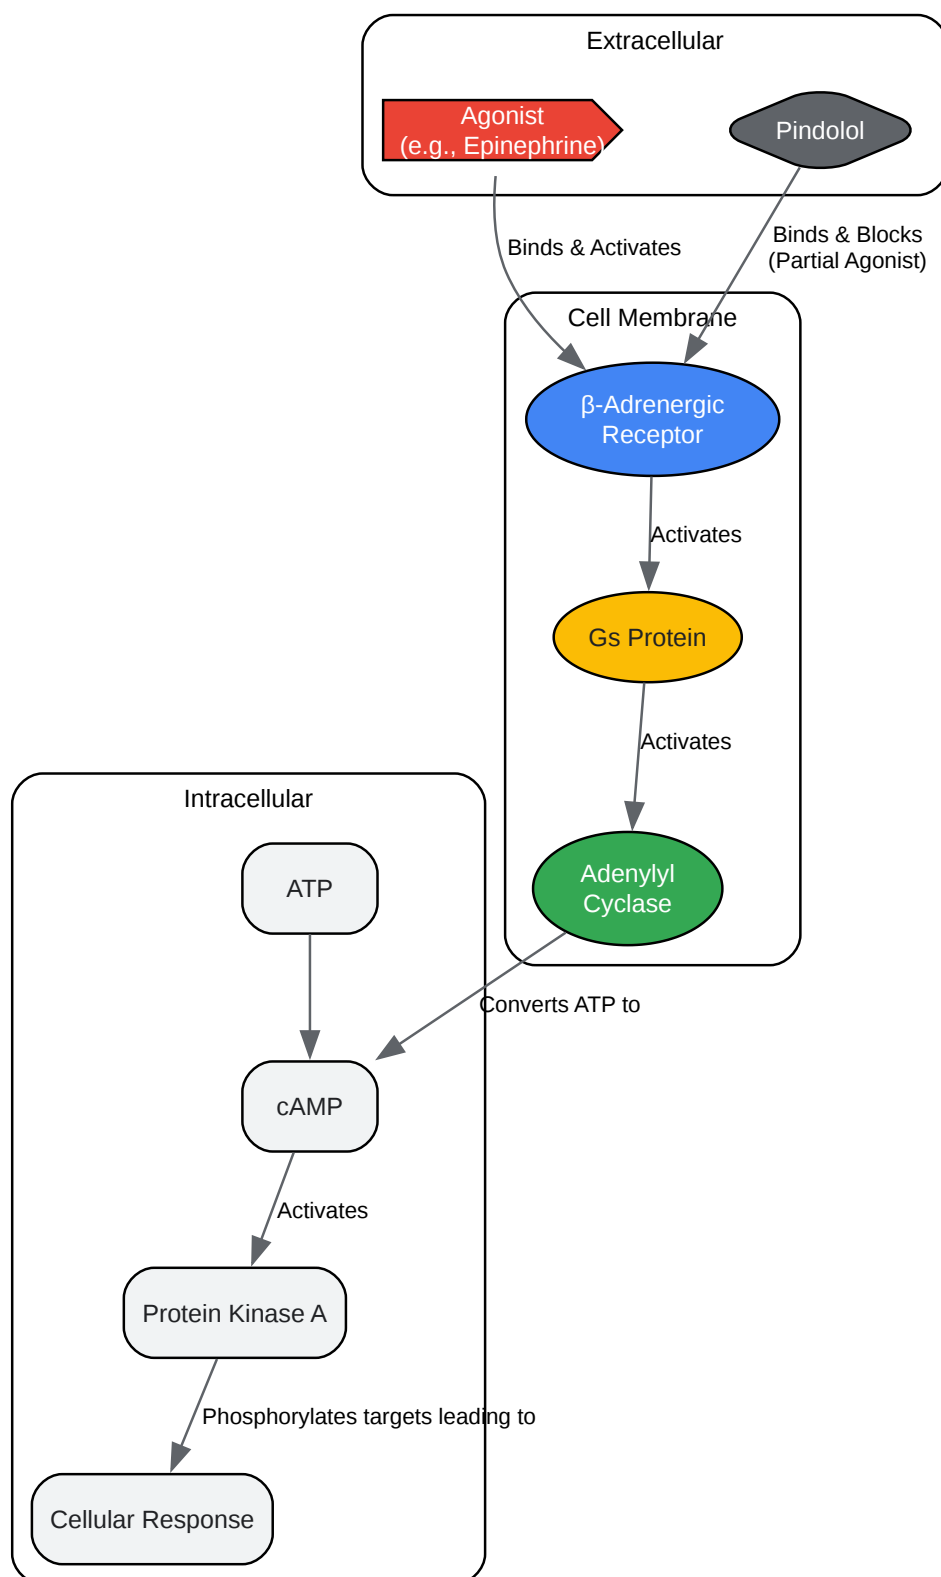 Extracellular
Agonist
(e.g., Epinephrine)
Pindolol
Binds & Activates
Binds & Blocks
(Partial Agonist)
Cell Membrane
β-Adrenergic
Receptor
Activates
Gs Protein
Activates
Adenylyl
Cyclase
Intracellular
ATP
Converts ATP to
cAMP
Activates
Protein Kinase A
Phosphorylates targets leading to
Cellular Response